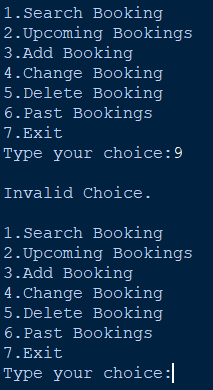 1.Search Booking
2.Upcoming Bookings
3.Add Booking
4.Change Booking
5.Delete Booking
6.Past Bookings
7.Exit
Type your choice:9
Invalid Choice.
1.Search Booking
2.Upcoming Bookings
3.Add Booking
4.Change Booking
5.Delete Booking
6.Past Bookings
7.Exit
Type your choice: